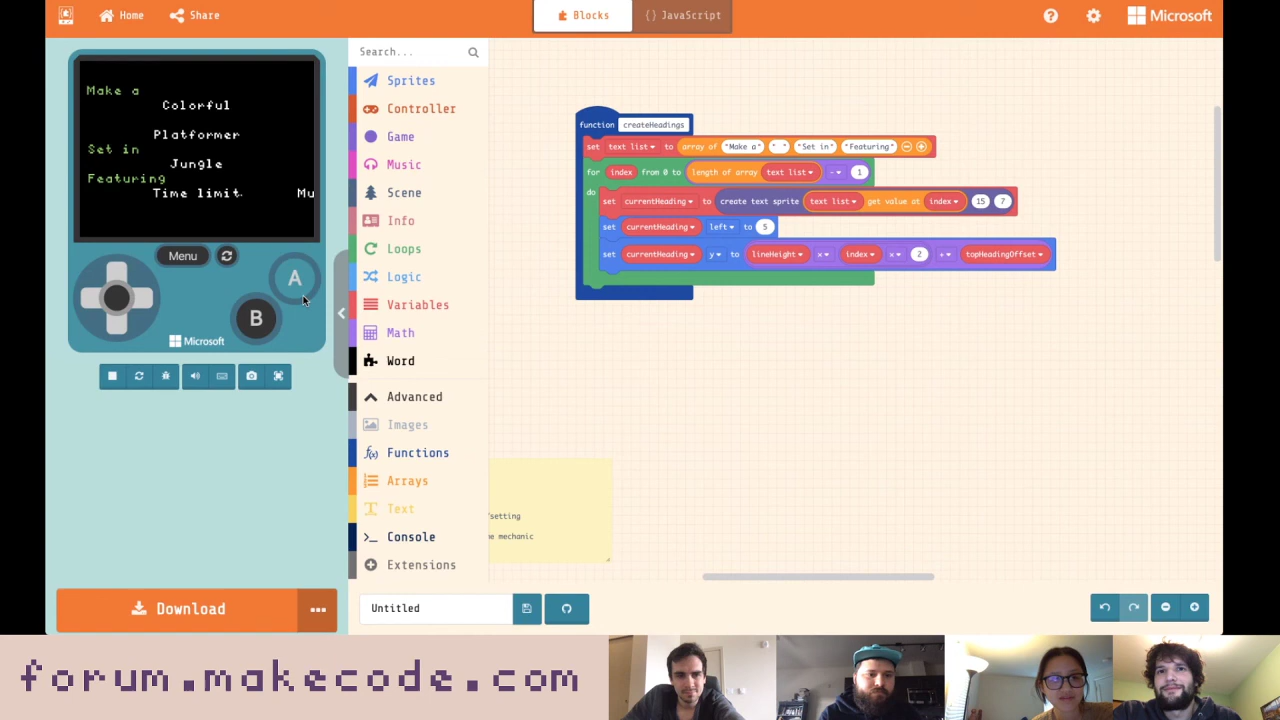 Home
Share
Blocks
{} JavaScript
Microsoft
Make a
Colorful
Platformer
Set in
Jungle
Featuring
Time limit.
Mu
Menu
A
B
Microsoft
Download
Search...
Sprites
Controller
Game
Music
Scene
Info
Loops
Logic
Variables
Math
Word
Advanced
Images
Functions
Arrays
Text
Console
Extensions
function createHeadings
set text list to array of "Make a" " " "Set in" "Featuring"
for index from 0 to length of array text list - 1
do
set currentHeading to create text sprite text list get value at index 15 7
set currentHeading left to 5
set currentHeading y to lineHeight x index x 2 + topHeadingOffset
fsetting
me mechanic
Untitled
forum.makecode.com